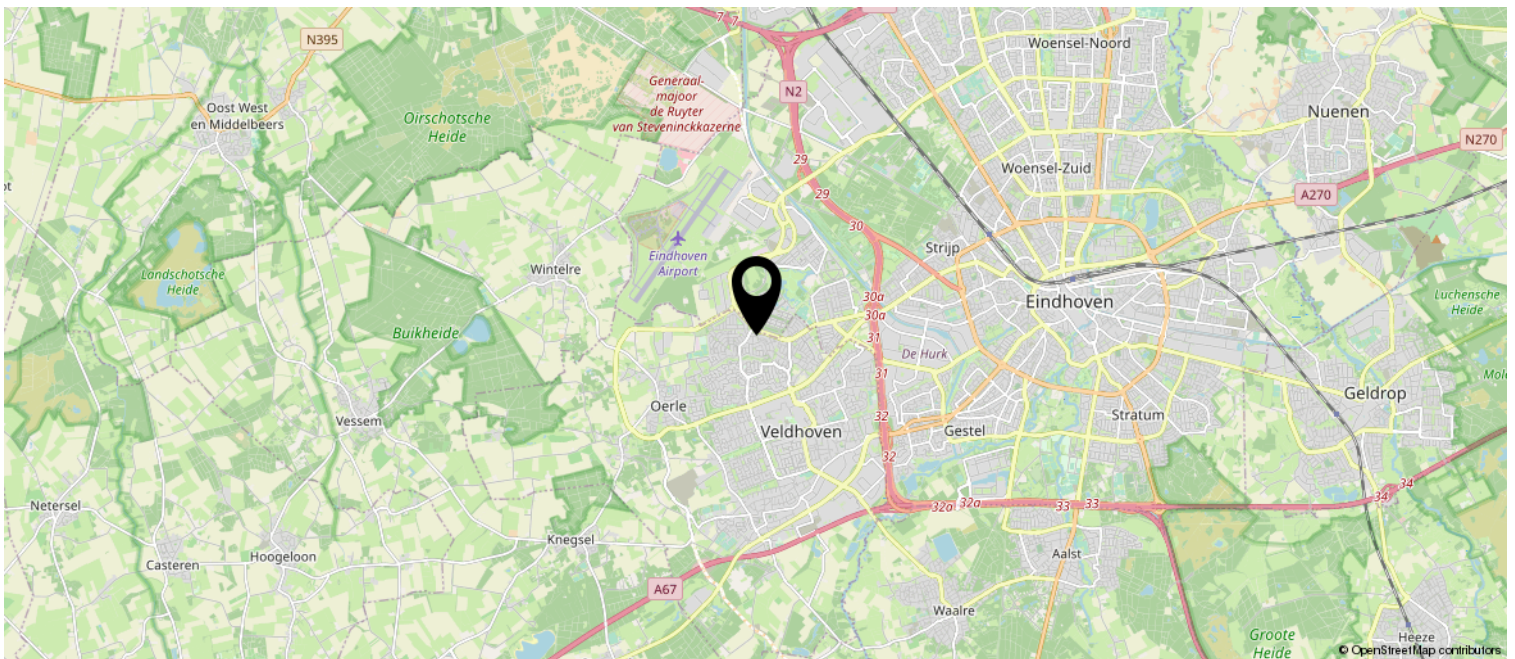 7 7
N395
Woensel-Noord
Generaal-
majoor
de Ruyter
van Steveninckkazerne
N2
Oost West
en Middelbeers
Oirschotsche
Heide
Nuenen
N270
29
Woensel-Zuid
29
A270
30
Strijp
Eindhoven
Airport
Wintelre
Landschotsche
Heide
30a
Eindhoven
Luchensche
Heide
30a
Buikheide
31
De Hurk
31
Geldrop
Oerle
32
Stratum
Vessem
Veldhoven
Gestel
32
34
34
Netersel
32a
32a
33
33
Knegsel
Hoogeloon
Casteren
Aalst
A67
Waalre
Groote
Heide
Heeze
© OpenStreetMap contributors